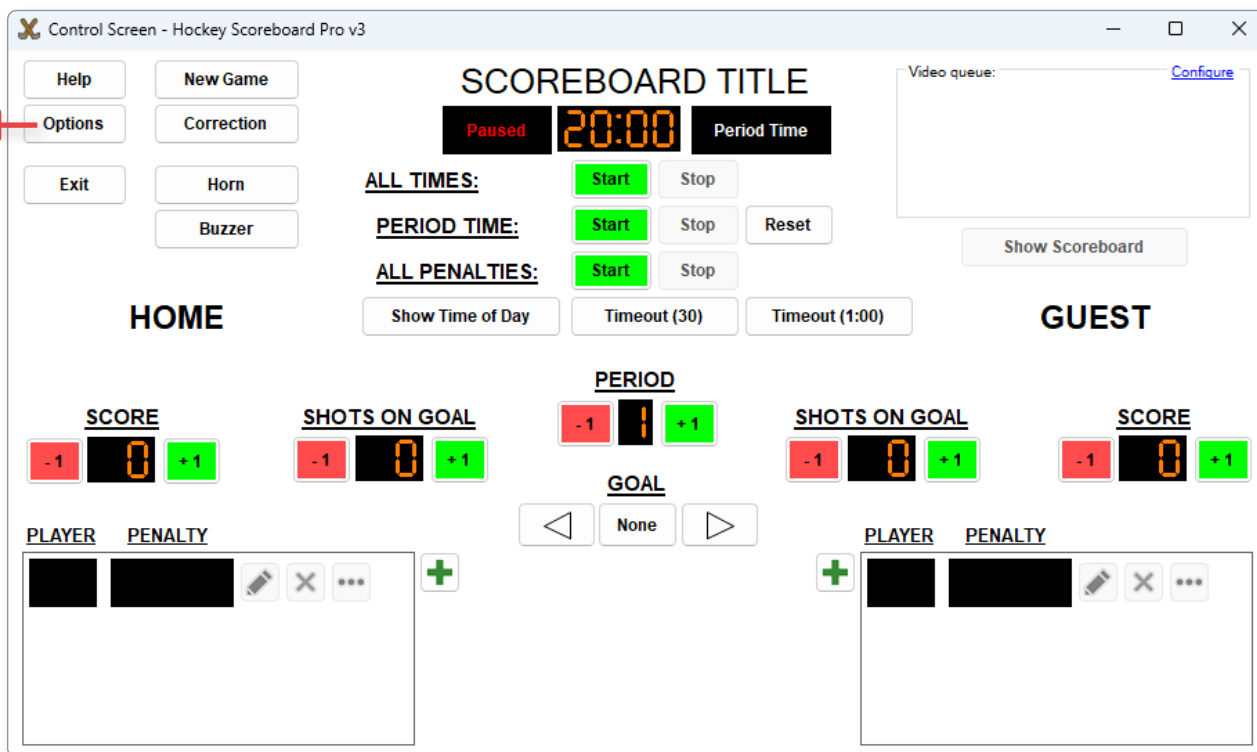 Control Screen - Hockey Scoreboard Pro v3
Help
New Game
SCOREBOARD TITLE
Video queue:
Configure
Options
Correction
Paused
20:00
Period Time
Exit
Horn
ALL TIMES:
Start
Stop
Buzzer
PERIOD TIME:
Start
Stop
Reset
Show Scoreboard
ALL PENALTIES:
Start
Stop
HOME
Show Time of Day
Timeout (30)
Timeout (1:00)
GUEST
PERIOD
- 1
1
+ 1
SCORE
SHOTS ON GOAL
SHOTS ON GOAL
SCORE
- 1
0
+ 1
- 1
0
+ 1
- 1
0
+ 1
- 1
0
+ 1
GOAL
None
PLAYER
PENALTY
PLAYER
PENALTY